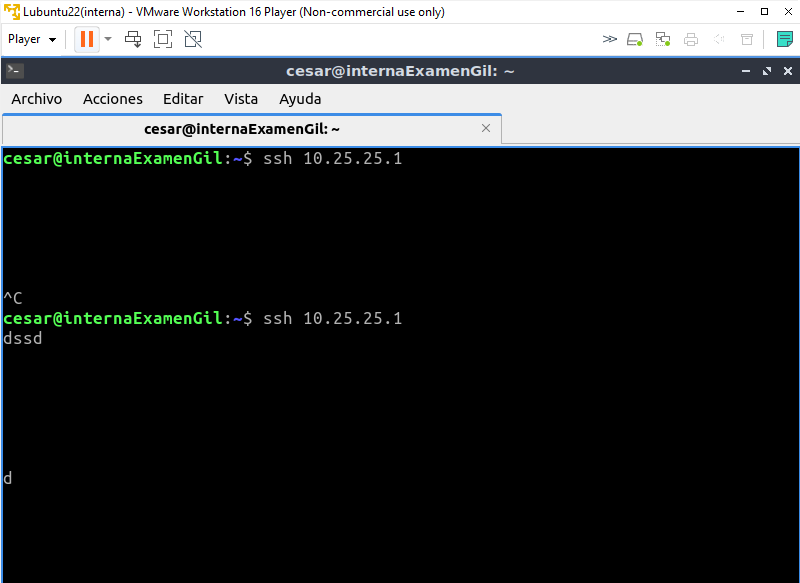 Lubuntu22(interna) - VMware Workstation 16 Player (Non-commercial use only)
Player
cesar@internaExamenGil: ~
Archivo Acciones Editar Vista Ayuda
cesar@internaExamenGil: ~
cesar@internaExamenGil:~$ ssh 10.25.25.1
^C
cesar@internaExamenGil:~$ ssh 10.25.25.1
dssd
d